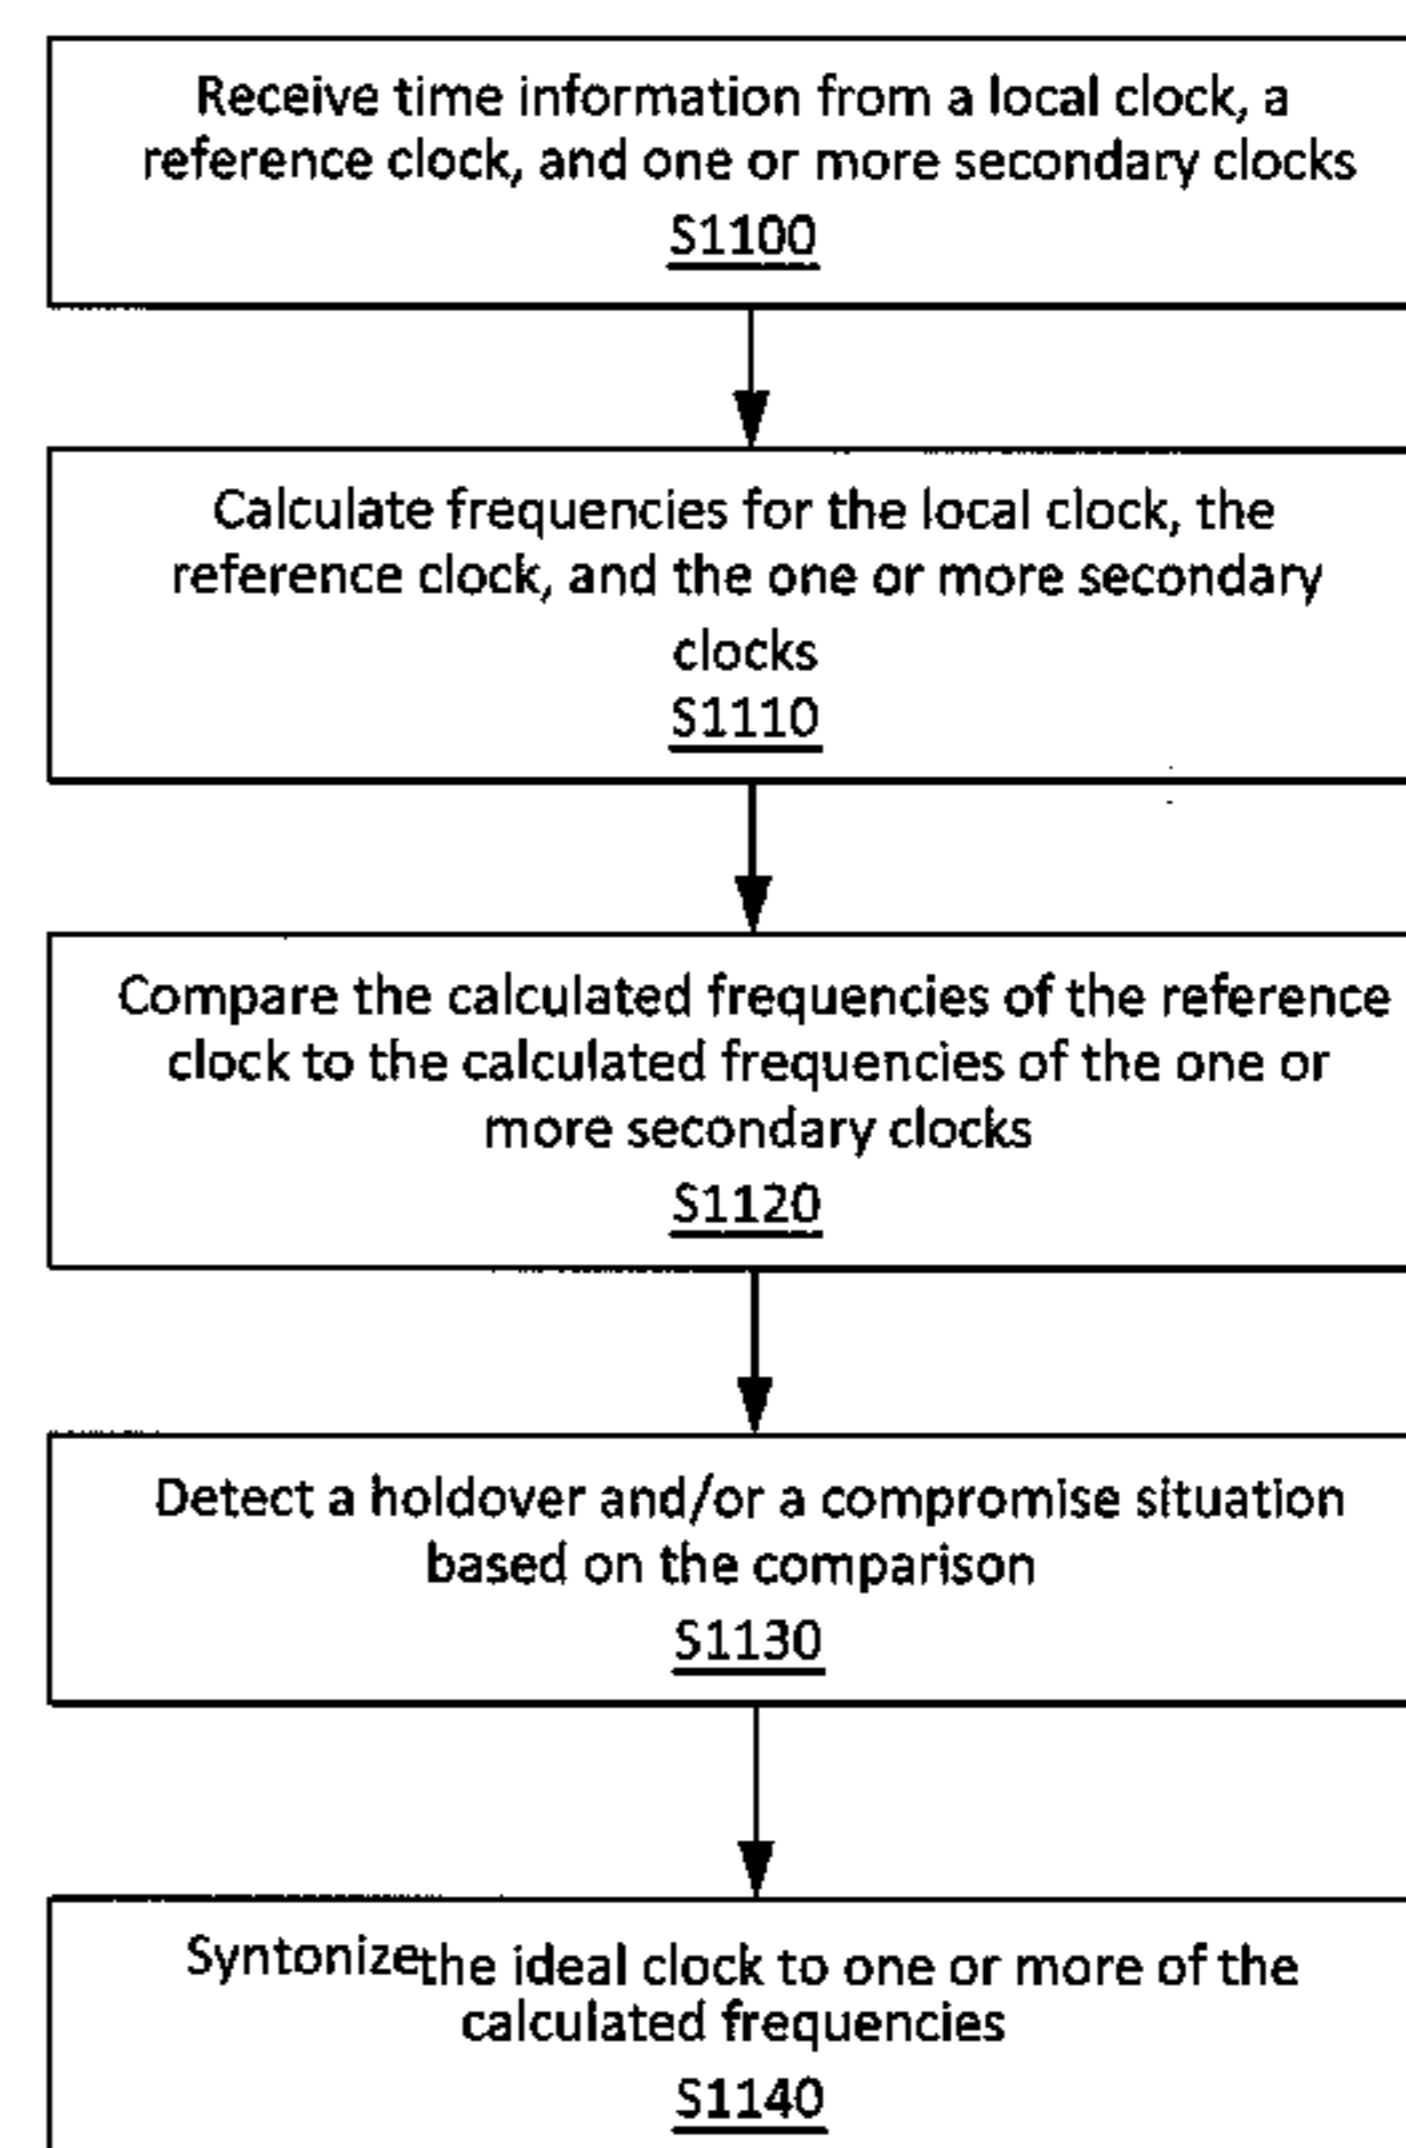 Receive time information from a local clock, a
reference clock, and one or more secondary clocks
S1100
Calculate frequencies for the local clock, the
reference clock, and the one or more secondary
clocks
S1110
Compare the calculated frequencies of the reference
clock to the calculated frequencies of the one or
more secondary clocks
S1120
Detect a holdover and/or a compromise situation
based on the comparison
S1130
Syntonize the ideal clock to one or more of the
calculated frequencies
S1140